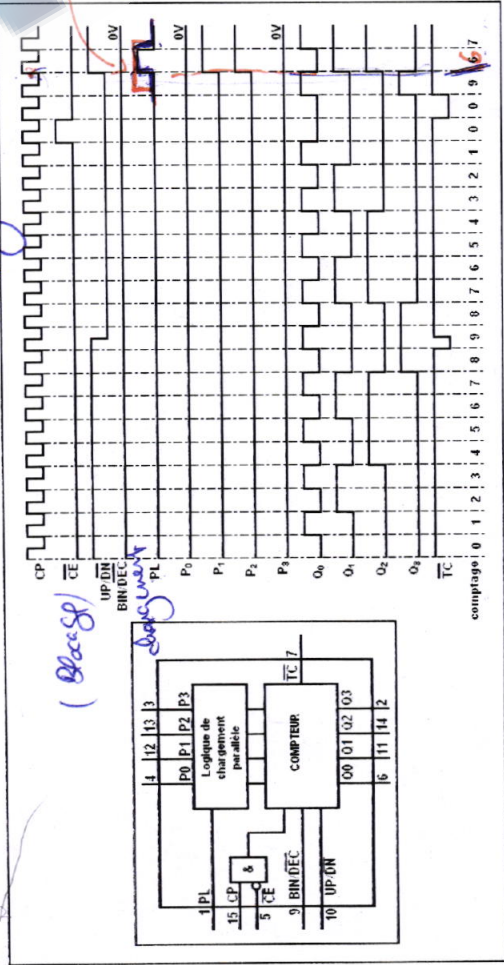 CP
CE
UP/DN
BIN/DEC
PL
P0
P1
P2
P3
Q0
Q1
Q2
Q3
TC
comptage 0 1 2 3 4 5 6 7 8 9 8 7 6 5 4 3 2 1 0 0 9 6 7
0V
0V
0V
6
chargement
4 12 13 3
P0 P1 P2 P3
Logique de
chargement
parallèle
1 PL
15 CP
5 CE
&
9 BIN/DEC
10 UP/DN
COMPTEUR
TC 7
Q0 Q1 Q2 Q3
6 11 14 2